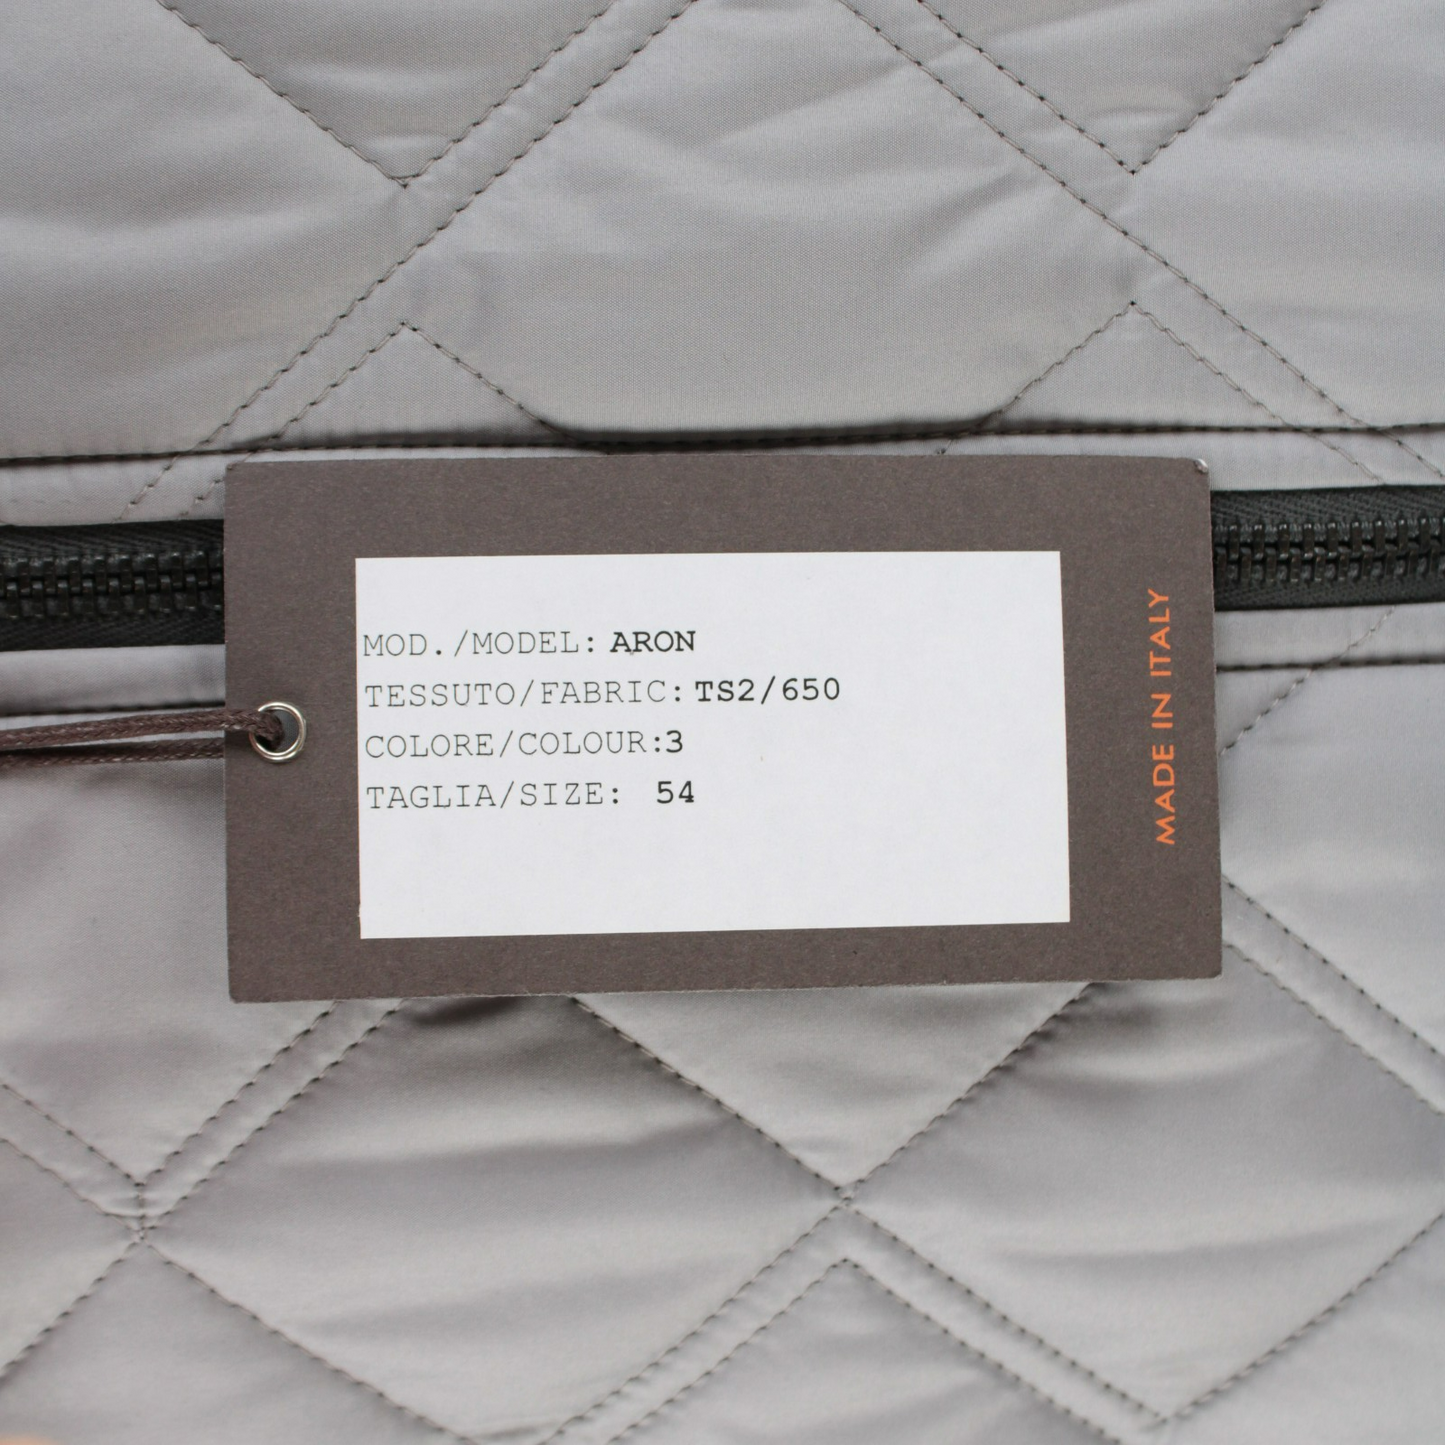 MOD./MODEL: ARON
TESSUTO/FABRIC: TS2/650
COLORE/COLOUR:3
TAGLIA/SIZE: 54
MADE IN ITALY